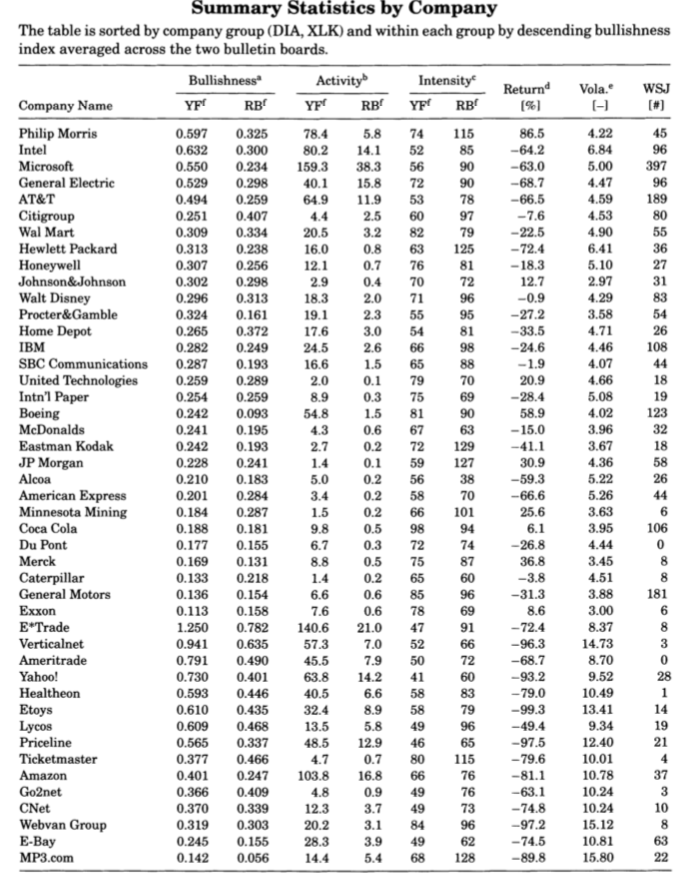 Summary Statistics by Company
The table is sorted by company group (DIA, XLK) and within each group by descending bullishness
index averaged across the two bulletin boards.
Bullishnessᵃ Activityᵇ Intensityᶜ
Returnᵈ Vola.ᵉ WSJ
Company Name YFᶠ RBᶠ YFᶠ RBᶠ YFᶠ RBᶠ [%] [–] [#]
Philip Morris 0.597 0.325 78.4 5.8 74 115 86.5 4.22 45
Intel 0.632 0.300 80.2 14.1 52 85 −64.2 6.84 96
Microsoft 0.550 0.234 159.3 38.3 56 90 −63.0 5.00 397
General Electric 0.529 0.298 40.1 15.8 72 90 −68.7 4.47 96
AT&T 0.494 0.259 64.9 11.9 53 78 −66.5 4.59 189
Citigroup 0.251 0.407 4.4 2.5 60 97 −7.6 4.53 80
Wal Mart 0.309 0.334 20.5 3.2 82 79 −22.5 4.90 55
Hewlett Packard 0.313 0.238 16.0 0.8 63 125 −72.4 6.41 36
Honeywell 0.307 0.256 12.1 0.7 76 81 −18.3 5.10 27
Johnson&Johnson 0.302 0.298 2.9 0.4 70 72 12.7 2.97 31
Walt Disney 0.296 0.313 18.3 2.0 71 96 −0.9 4.29 83
Procter&Gamble 0.324 0.161 19.1 2.3 55 95 −27.2 3.58 54
Home Depot 0.265 0.372 17.6 3.0 54 81 −33.5 4.71 26
IBM 0.282 0.249 24.5 2.6 66 98 −24.6 4.46 108
SBC Communications 0.287 0.193 16.6 1.5 65 88 −1.9 4.07 44
United Technologies 0.259 0.289 2.0 0.1 79 70 20.9 4.66 18
Intn'l Paper 0.254 0.259 8.9 0.3 75 69 −28.4 5.08 19
Boeing 0.242 0.093 54.8 1.5 81 90 58.9 4.02 123
McDonalds 0.241 0.195 4.3 0.6 67 63 −15.0 3.96 32
Eastman Kodak 0.242 0.193 2.7 0.2 72 129 −41.1 3.67 18
JP Morgan 0.228 0.241 1.4 0.1 59 127 30.9 4.36 58
Alcoa 0.210 0.183 5.0 0.2 56 38 −59.3 5.22 26
American Express 0.201 0.284 3.4 0.2 58 70 −66.6 5.26 44
Minnesota Mining 0.184 0.287 1.5 0.2 66 101 25.6 3.63 6
Coca Cola 0.188 0.181 9.8 0.5 98 94 6.1 3.95 106
Du Pont 0.177 0.155 6.7 0.3 72 74 −26.8 4.44 0
Merck 0.169 0.131 8.8 0.5 75 87 36.8 3.45 8
Caterpillar 0.133 0.218 1.4 0.2 65 60 −3.8 4.51 8
General Motors 0.136 0.154 6.6 0.6 85 96 −31.3 3.88 181
Exxon 0.113 0.158 7.6 0.6 78 69 8.6 3.00 6
E*Trade 1.250 0.782 140.6 21.0 47 91 −72.4 8.37 8
Verticalnet 0.941 0.635 57.3 7.0 52 66 −96.3 14.73 3
Ameritrade 0.791 0.490 45.5 7.9 50 72 −68.7 8.70 0
Yahoo! 0.730 0.401 63.8 14.2 41 60 −93.2 9.52 28
Healtheon 0.593 0.446 40.5 6.6 58 83 −79.0 10.49 1
Etoys 0.610 0.435 32.4 8.9 58 79 −99.3 13.41 14
Lycos 0.609 0.468 13.5 5.8 49 96 −49.4 9.34 19
Priceline 0.565 0.337 48.5 12.9 46 65 −97.5 12.40 21
Ticketmaster 0.377 0.466 4.7 0.7 80 115 −79.6 10.01 4
Amazon 0.401 0.247 103.8 16.8 66 76 −81.1 10.78 37
Go2net 0.366 0.409 4.8 0.9 49 76 −63.1 10.24 3
CNet 0.370 0.339 12.3 3.7 49 73 −74.8 10.24 10
Webvan Group 0.319 0.303 20.2 3.1 84 96 −97.2 15.12 8
E-Bay 0.245 0.155 28.3 3.9 49 62 −74.5 10.81 63
MP3.com 0.142 0.056 14.4 5.4 68 128 −89.8 15.80 22